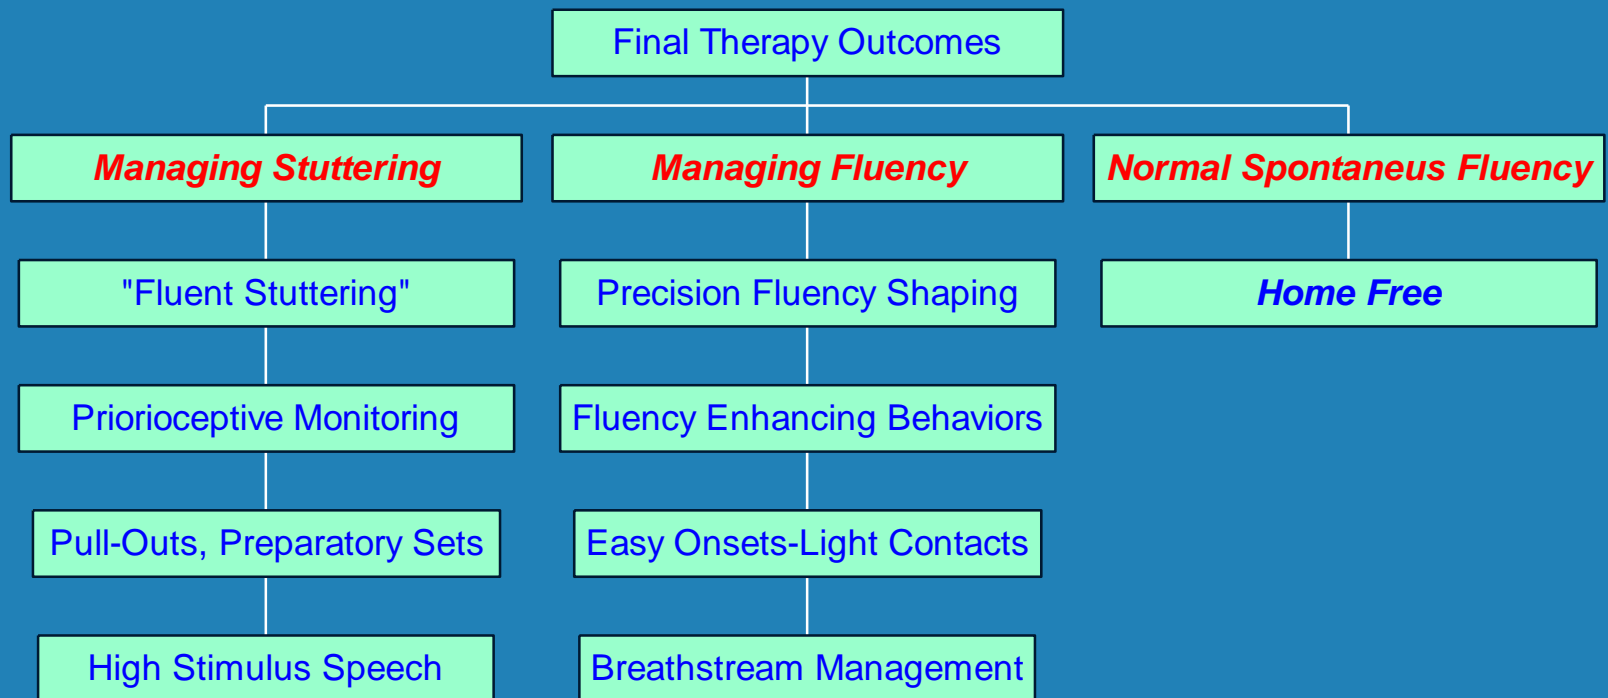 Final Therapy Outcomes
Managing Stuttering
Managing Fluency
Normal Spontaneus Fluency
"Fluent Stuttering"
Precision Fluency Shaping
Home Free
Priorioceptive Monitoring
Fluency Enhancing Behaviors
Pull-Outs, Preparatory Sets
Easy Onsets-Light Contacts
High Stimulus Speech
Breathstream Management